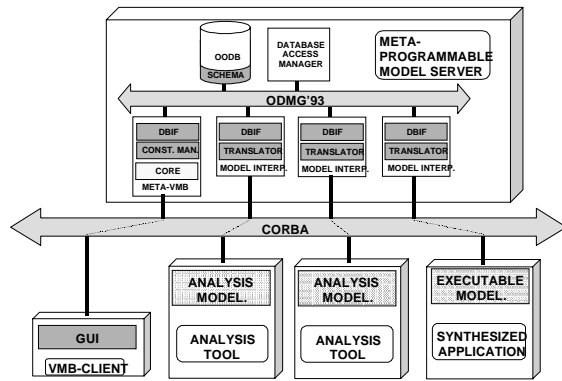 OODB
SCHEMA
DATABASE
ACCESS
MANAGER
META-
PROGRAMMABLE
MODEL SERVER
ODMG'93
DBIF
CONST. MAN.
CORE
META-VMB
DBIF
TRANSLATOR
MODEL INTERP.
DBIF
TRANSLATOR
MODEL INTERP.
DBIF
TRANSLATOR
MODEL INTERP.
CORBA
GUI
VMB-CLIENT
ANALYSIS
MODEL.
ANALYSIS
TOOL
ANALYSIS
MODEL.
ANALYSIS
TOOL
EXECUTABLE
MODEL.
SYNTHESIZED
APPLICATION